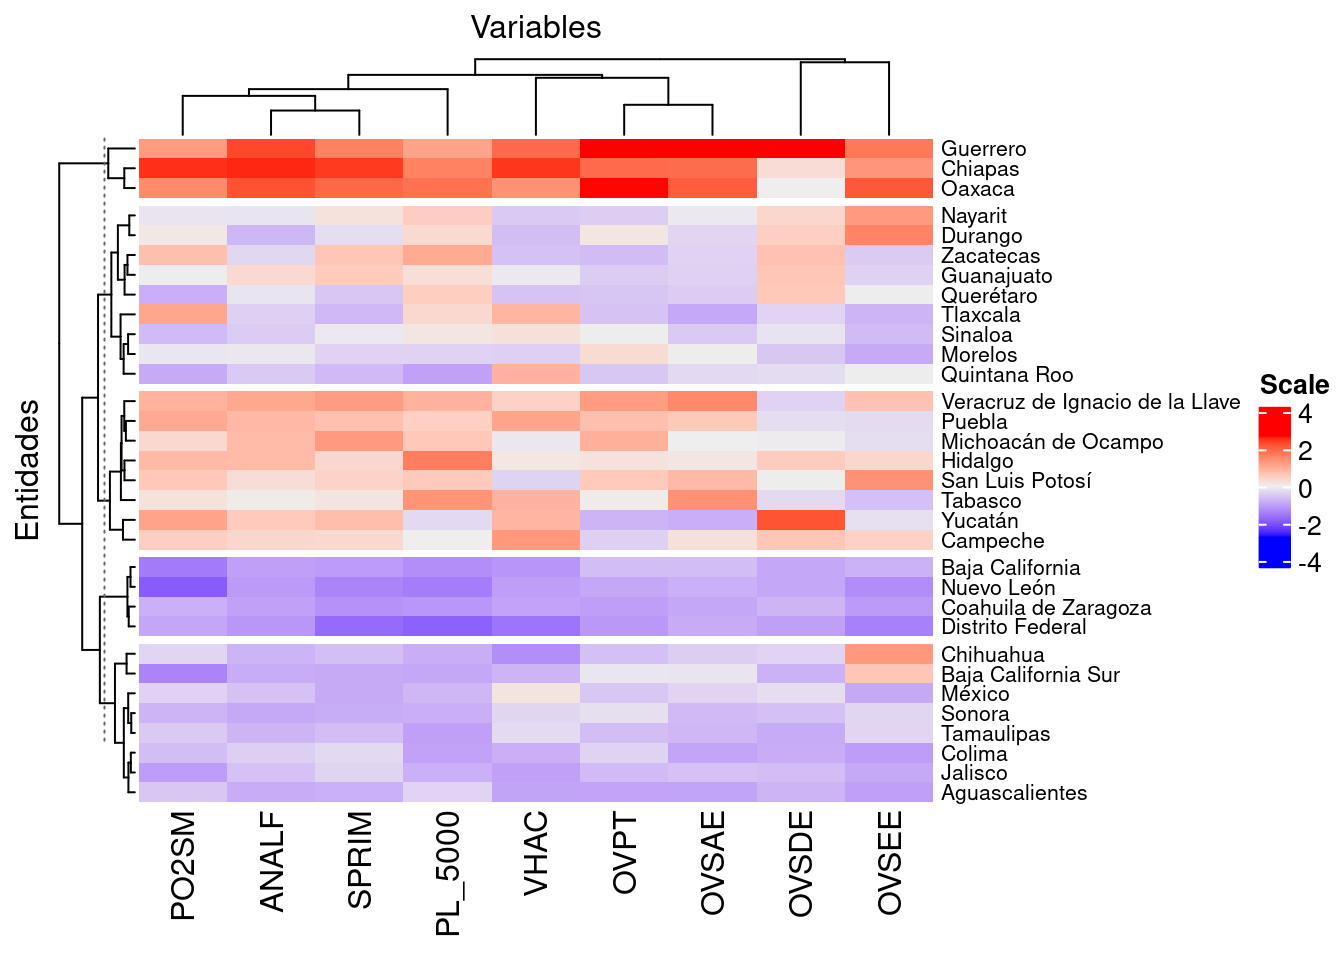 Variables
Entidades
Guerrero
Chiapas
Oaxaca
Nayarit
Durango
Zacatecas
Guanajuato
Querétaro
Tlaxcala
Sinaloa
Morelos
Quintana Roo
Veracruz de Ignacio de la Llave
Puebla
Michoacán de Ocampo
Hidalgo
San Luis Potosí
Tabasco
Yucatán
Campeche
Baja California
Nuevo León
Coahuila de Zaragoza
Distrito Federal
Chihuahua
Baja California Sur
México
Sonora
Tamaulipas
Colima
Jalisco
Aguascalientes
PO2SM
ANALF
SPRIM
PL_5000
VHAC
OVPT
OVSAE
OVSDE
OVSEE
Scale
4
2
0
-2
-4